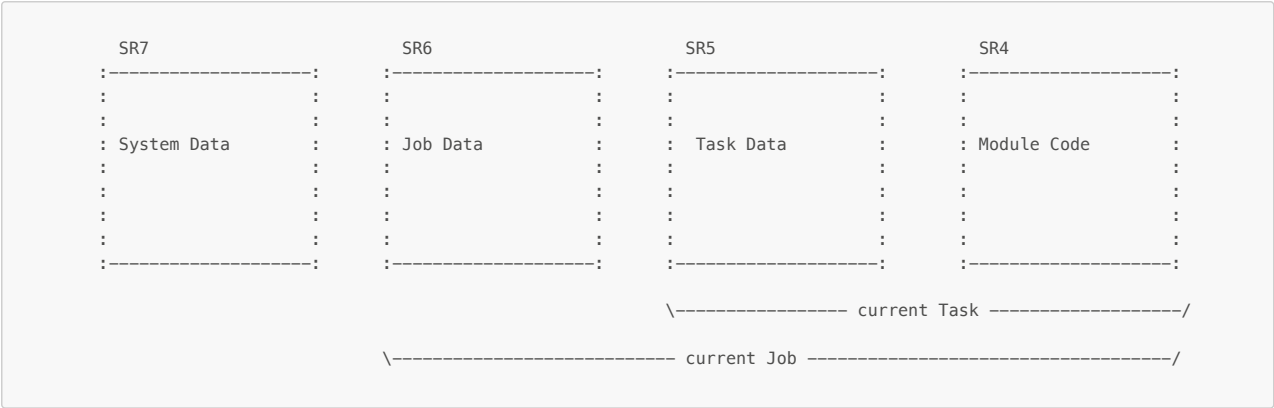 SR7 SR6 SR5 SR4
:--------------------: :--------------------: :--------------------: :--------------------:
: : : : : : : :
: : : : : : : :
: System Data : : Job Data : : Task Data : : Module Code :
: : : : : : : :
: : : : : : : :
: : : : : : : :
: : : : : : : :
:--------------------: :--------------------: :--------------------: :--------------------:
\----------------- current Task -------------------/
\---------------------------- current Job ------------------------------------/